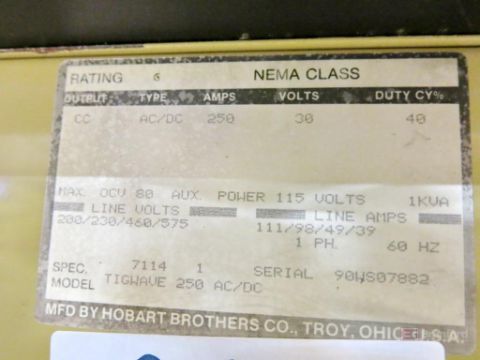 RATING 6 NEMA CLASS
OUTPUT TYPE AMPS VOLTS DUTY CY%
CC AC/DC 250 30 40
MAX. OCV 80 AUX. POWER 115 VOLTS 1KVA
LINE VOLTS LINE AMPS
200/230/460/575 111/98/49/39
1 PH. 60 HZ
SPEC. 7114 1 SERIAL 90WS07882
MODEL TIGWAVE 250 AC/DC
MFD BY HOBART BROTHERS CO., TROY, OHIO U.S.A.